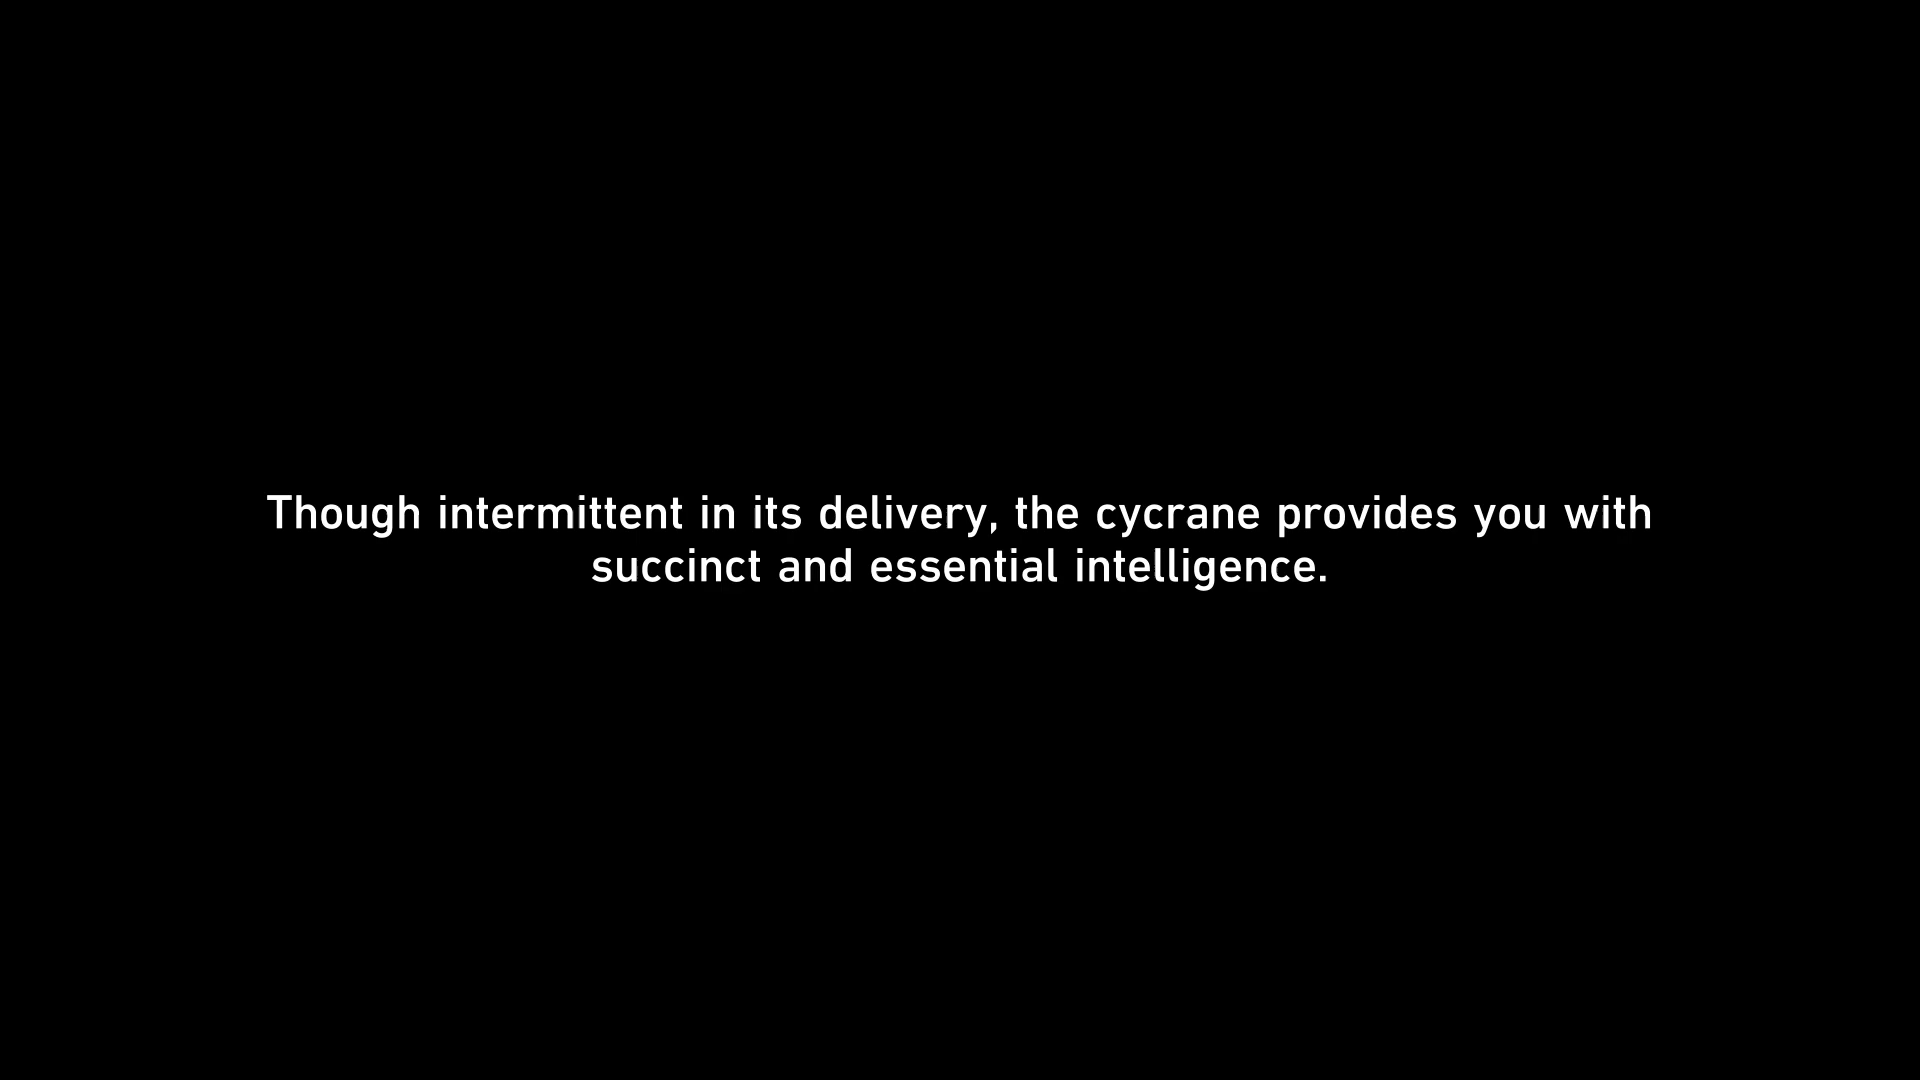 Though intermittent in its delivery, the cycrane provides you with
succinct and essential intelligence.